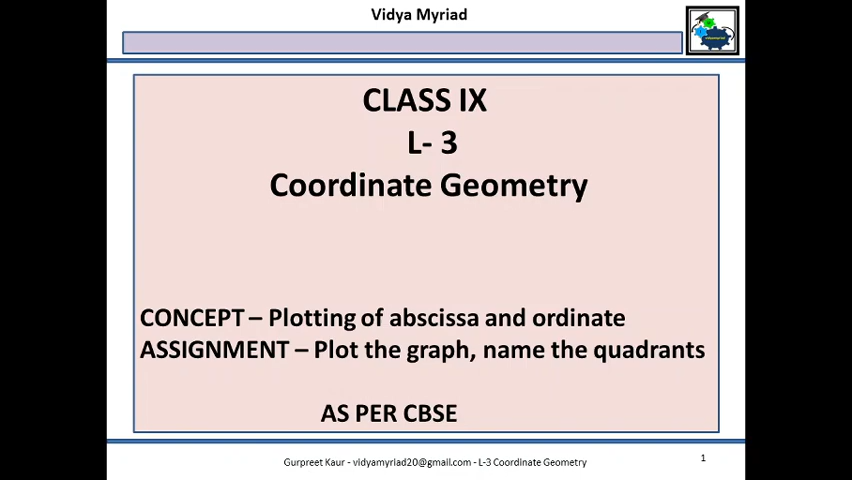 Vidya Myriad
vidyamyriad
CLASS IX
L- 3
Coordinate Geometry
CONCEPT – Plotting of abscissa and ordinate
ASSIGNMENT – Plot the graph, name the quadrants
AS PER CBSE
Gurpreet Kaur - vidyamyriad20@gmail.com - L-3 Coordinate Geometry
1